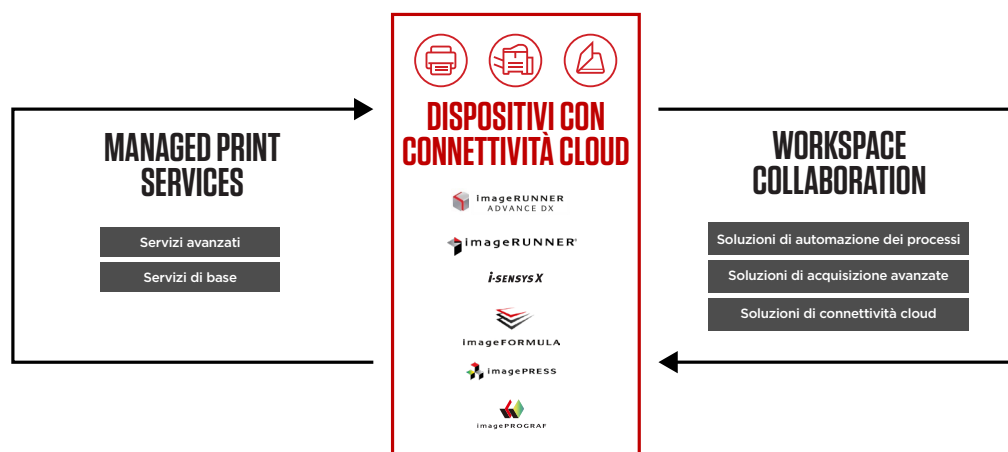 MANAGED PRINT
SERVICES
Servizi avanzati
Servizi di base
DISPOSITIVI CON
CONNETTIVITÀ CLOUD
imageRUNNER
ADVANCE DX
imageRUNNER®
i-SENSYS X
imageFORMULA
imagePRESS
imagePROGRAF
WORKSPACE
COLLABORATION
Soluzioni di automazione dei processi
Soluzioni di acquisizione avanzate
Soluzioni di connettività cloud